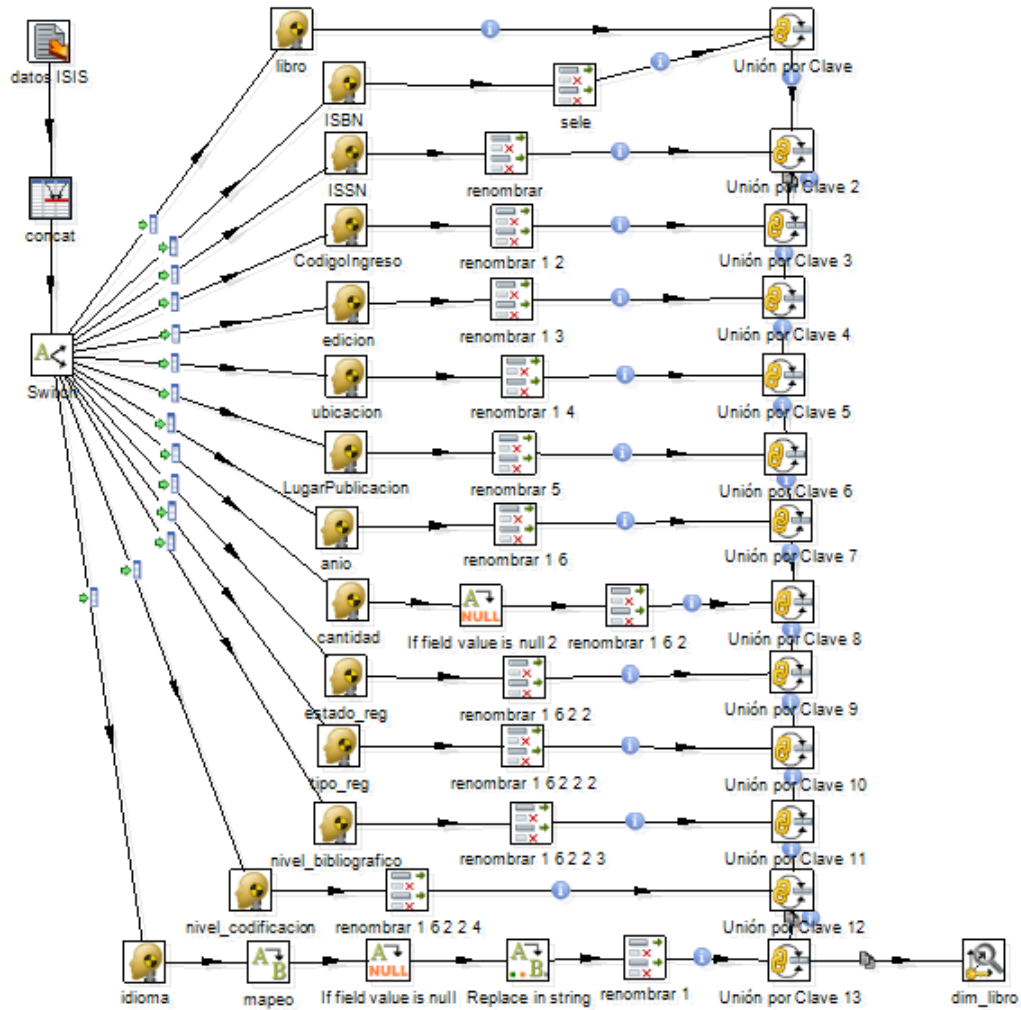 datos ISIS
libro
Unión por Clave
ISBN
sele
concat
ISSN
renombrar
Unión por Clave 2
CodigoIngreso
renombrar 1 2
Unión por Clave 3
Switch
edicion
renombrar 1 3
Unión por Clave 4
ubicacion
renombrar 1 4
Unión por Clave 5
LugarPublicacion
renombrar 5
Unión por Clave 6
anio
renombrar 1 6
Unión por Clave 7
cantidad
NULL
If field value is null 2
renombrar 1 6 2
Unión por Clave 8
estado_reg
renombrar 1 6 2 2
Unión por Clave 9
tipo_reg
renombrar 1 6 2 2 2
Unión por Clave 10
nivel_bibliografico
renombrar 1 6 2 2 3
Unión por Clave 11
nivel_codificacion
renombrar 1 6 2 2 4
Unión por Clave 12
idioma
mapeo
NULL
If field value is null
Replace in string
renombrar 1
Unión por Clave 13
dim_libro